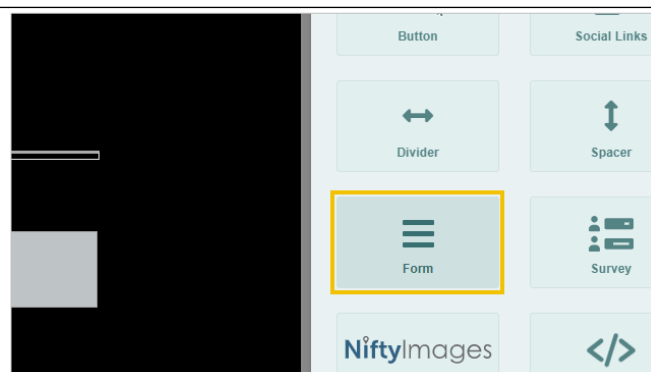 Button
Social Links
Divider
Spacer
Form
Survey
NiftyImages